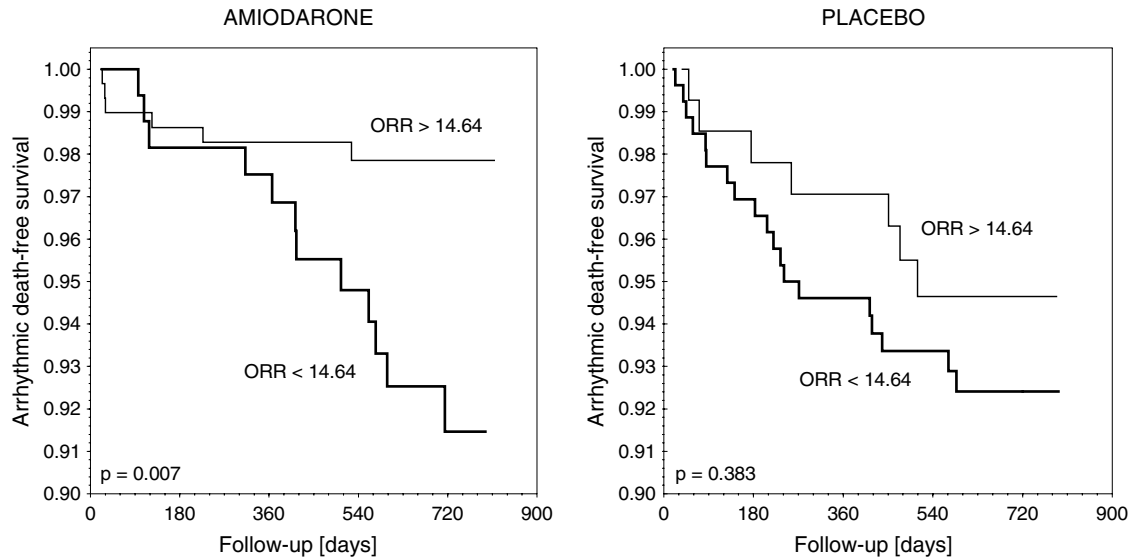 AMIODARONE
1.00
0.99
0.98
0.97
0.96
0.95
0.94
0.93
0.92
0.91
0.90
0
180
360
540
720
900
Arrhythmic death-free survival
Follow-up [days]
ORR > 14.64
ORR < 14.64
p = 0.007
PLACEBO
1.00
0.99
0.98
0.97
0.96
0.95
0.94
0.93
0.92
0.91
0.90
0
180
360
540
720
900
Arrhythmic death-free survival
Follow-up [days]
ORR > 14.64
ORR < 14.64
p = 0.383